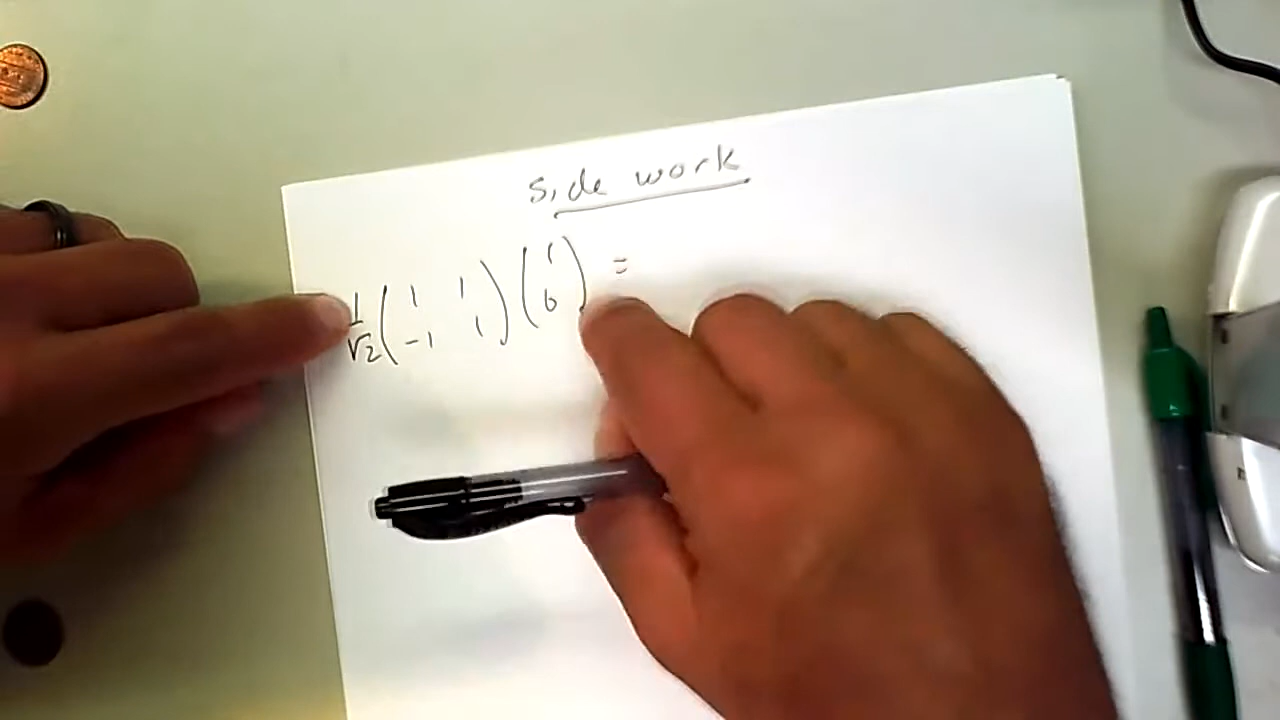 side work
1/√2 ( 1 1 ; -1 1 ) ( 1 ; 0 ) =